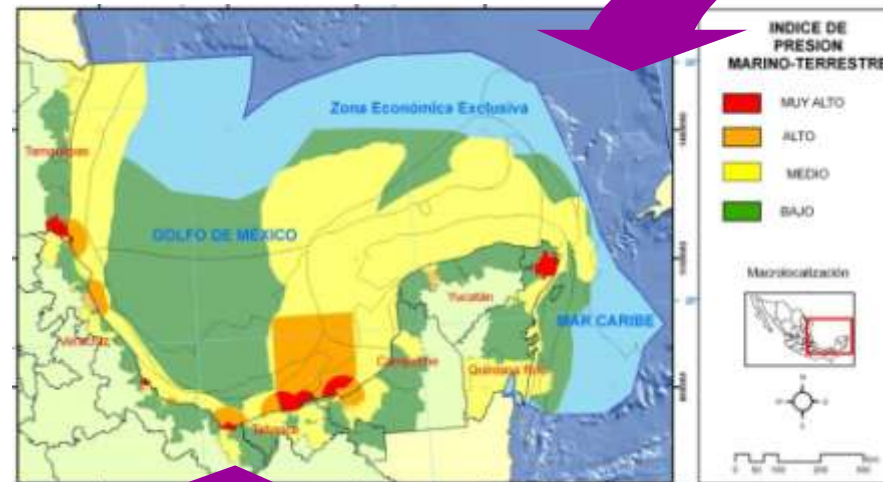 INDICE DE
PRESION
MARINO-TERRESTRE
MUY ALTO
ALTO
MEDIO
BAJO
Macrolocalización
Zona Económica Exclusiva
Tamaulipas
GOLFO DE MÉXICO
Yucatán
MAR CARIBE
Veracruz
Campeche
Quintana Roo
Tabasco